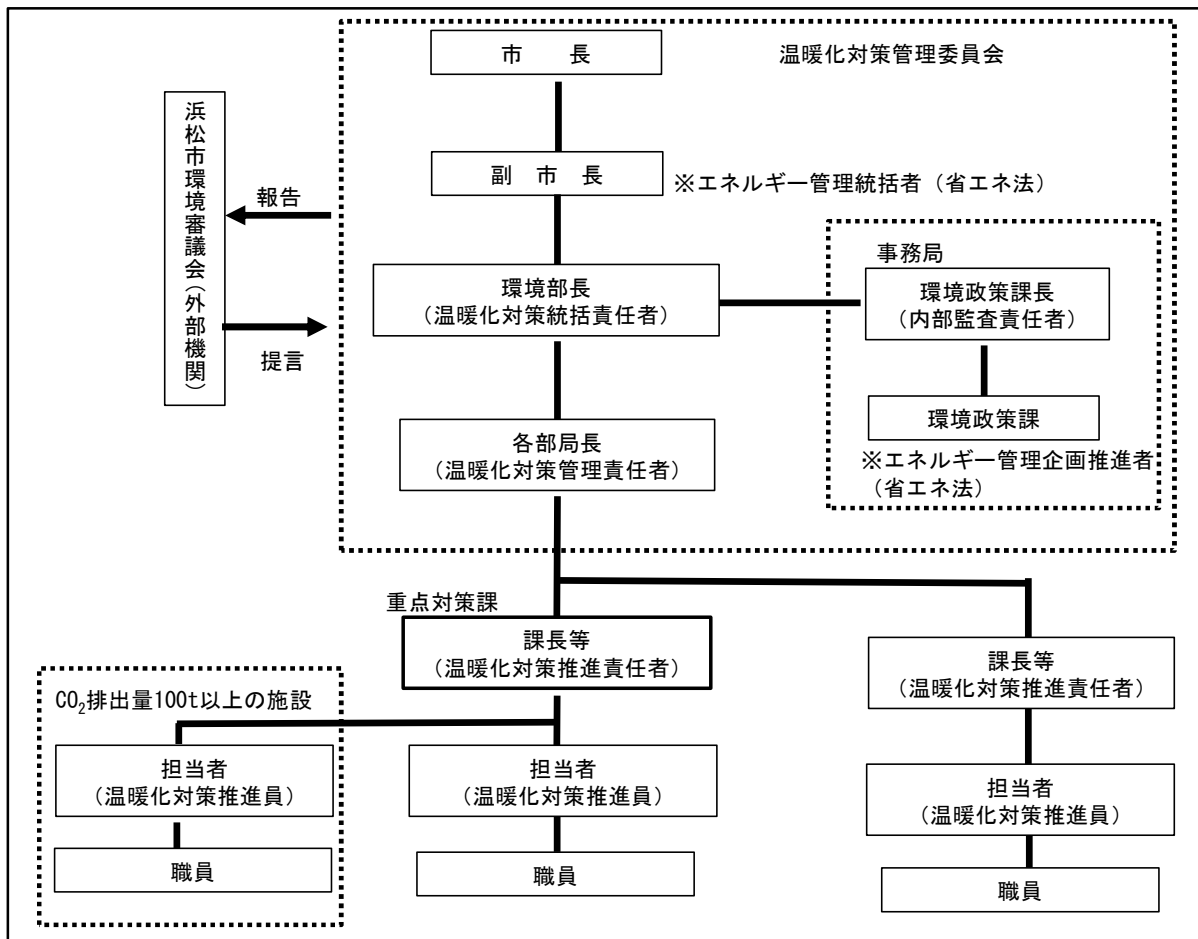 市　長
温暖化対策管理委員会
浜松市環境審議会（外部機関）
報告
提言
副　市　長
※エネルギー管理統括者（省エネ法）
環境部長
（温暖化対策統括責任者）
事務局
環境政策課長
（内部監査責任者）
環境政策課
※エネルギー管理企画推進者
（省エネ法）
各部局長
（温暖化対策管理責任者）
重点対策課
課長等
（温暖化対策推進責任者）
課長等
（温暖化対策推進責任者）
CO₂排出量100t以上の施設
担当者
（温暖化対策推進員）
職員
担当者
（温暖化対策推進員）
職員
担当者
（温暖化対策推進員）
職員